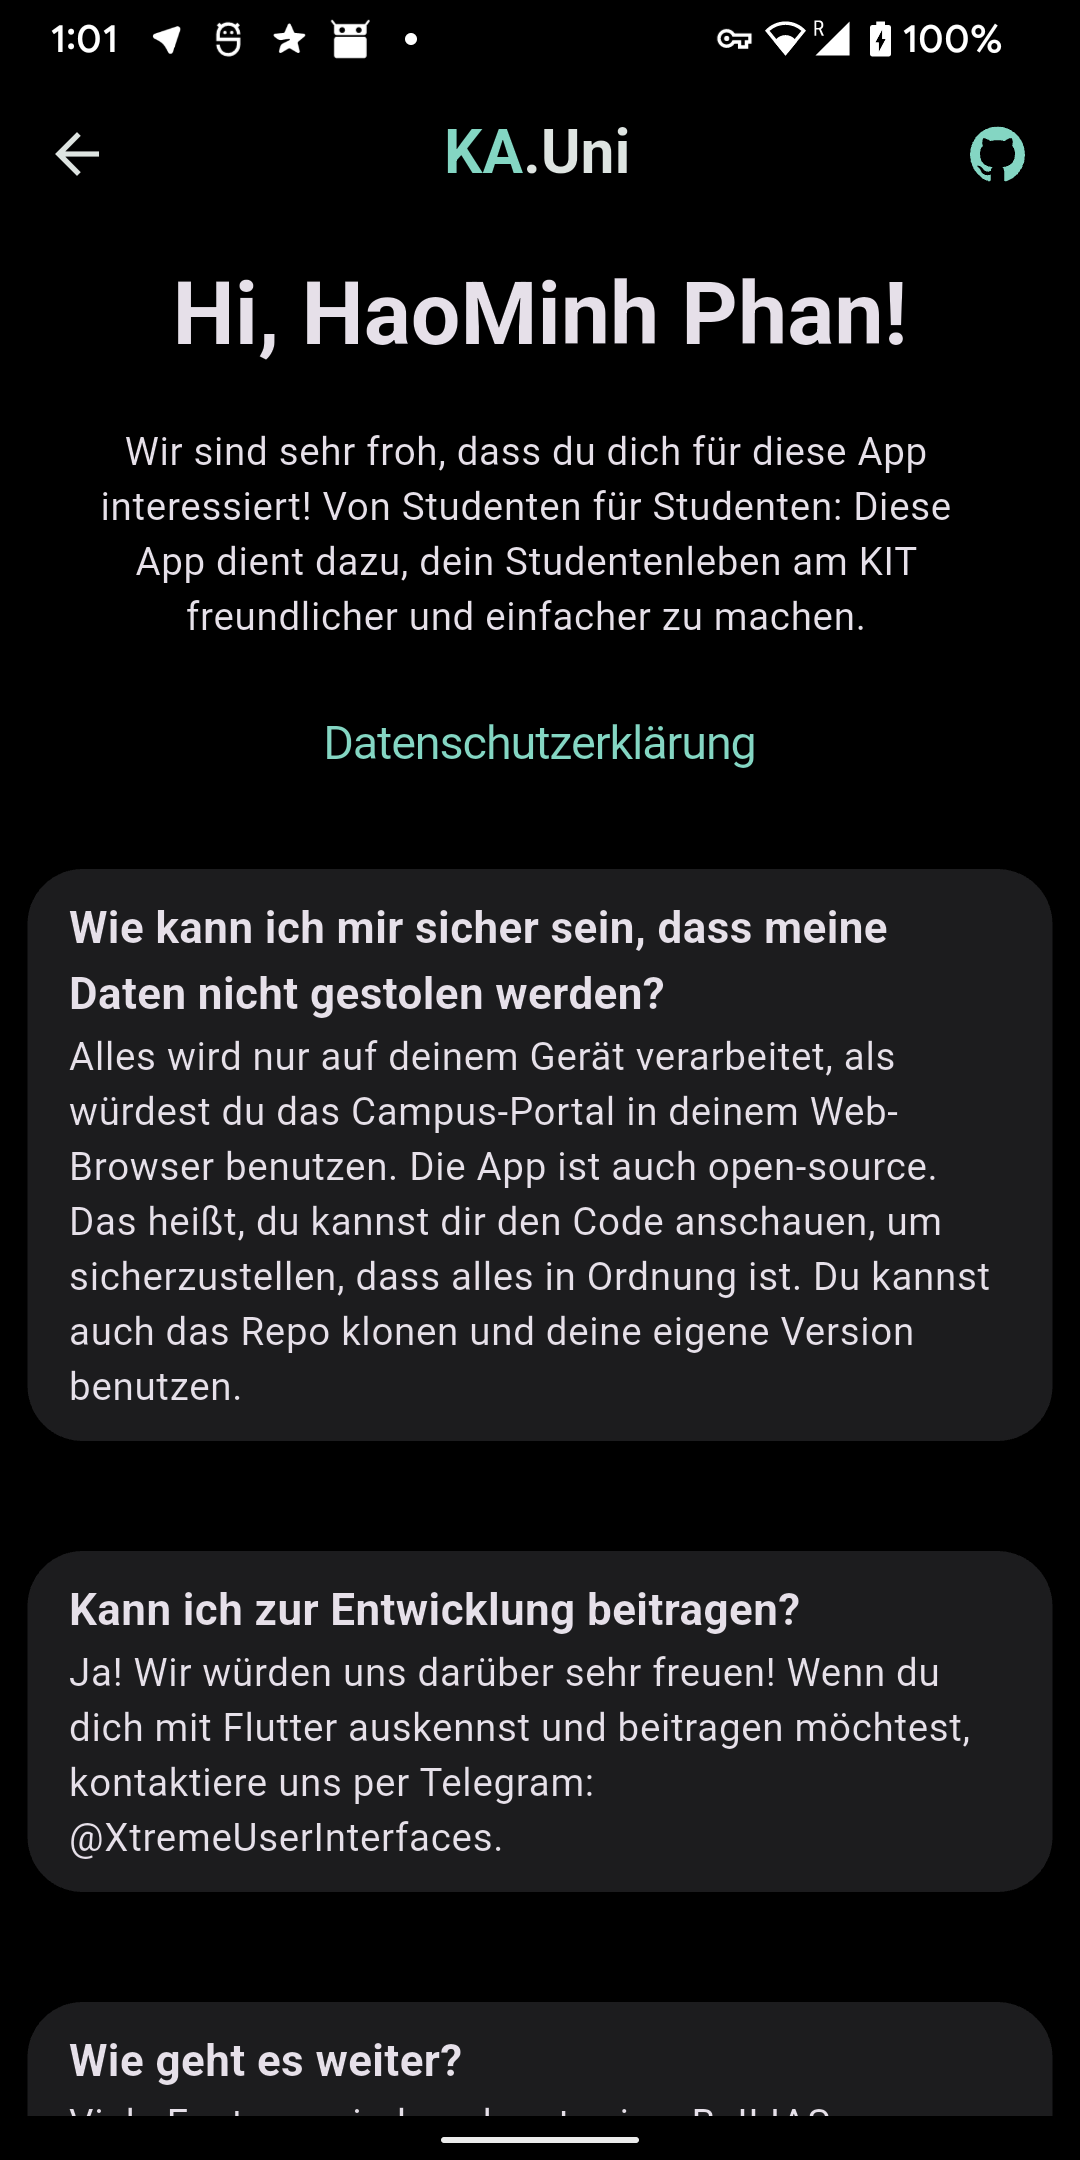 1:01
R
100%
KA.Uni
Hi, HaoMinh Phan!
Wir sind sehr froh, dass du dich für diese App
interessiert! Von Studenten für Studenten: Diese
App dient dazu, dein Studentenleben am KIT
freundlicher und einfacher zu machen.
Datenschutzerklärung
Wie kann ich mir sicher sein, dass meine
Daten nicht gestolen werden?
Alles wird nur auf deinem Gerät verarbeitet, als
würdest du das Campus-Portal in deinem Web-
Browser benutzen. Die App ist auch open-source.
Das heißt, du kannst dir den Code anschauen, um
sicherzustellen, dass alles in Ordnung ist. Du kannst
auch das Repo klonen und deine eigene Version
benutzen.
Kann ich zur Entwicklung beitragen?
Ja! Wir würden uns darüber sehr freuen! Wenn du
dich mit Flutter auskennst und beitragen möchtest,
kontaktiere uns per Telegram:
@XtremeUserInterfaces.
Wie geht es weiter?